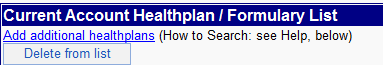 Current Account Healthplan / Formulary List
Add additional healthplans (How to Search: see Help, below)
Delete from list